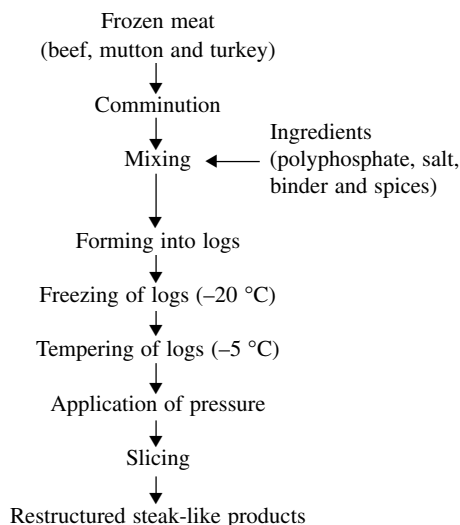 Frozen meat
(beef, mutton and turkey)
Comminution
Mixing
Ingredients
(polyphosphate, salt,
binder and spices)
Forming into logs
Freezing of logs (–20 °C)
Tempering of logs (–5 °C)
Application of pressure
Slicing
Restructured steak-like products